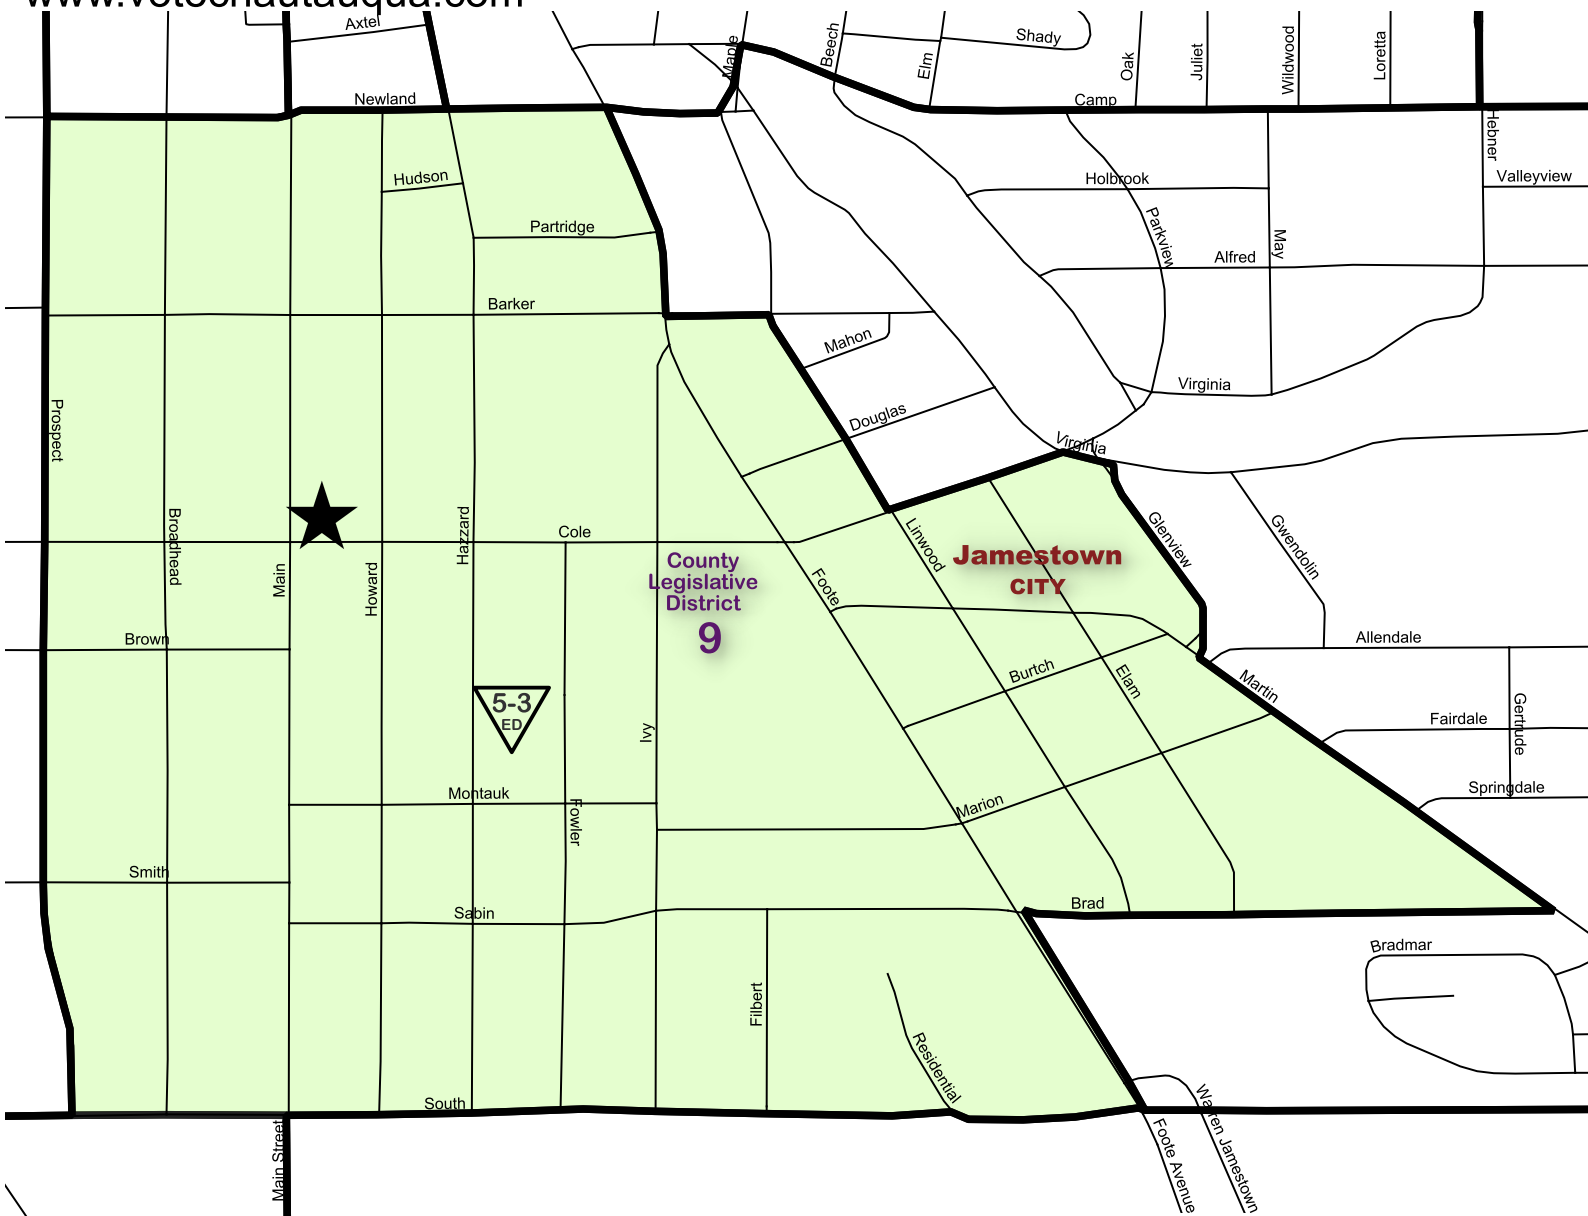 www.votechautauqua.com
Axtel
Maple
Beech
Elm
Shady
Oak
Juliet
Wildwood
Loretta
Newland
Camp
Hebner
Hudson
Holbrook
Valleyview
Partridge
Parkview
May
Alfred
Barker
Mahon
Virginia
Prospect
Douglas
Virginia
Broadhead
Main
Howard
Hazzard
Cole
Linwood
Glenview
Gwendolin
County
Legislative
District
9
Jamestown
CITY
Foote
Brown
Allendale
Burtch
Elam
Martin
5-3
ED
Ivy
Fairdale
Gertrude
Montauk
Fowler
Marion
Springdale
Smith
Sabin
Brad
Bradmar
Filbert
Residential
South
Main Street
Foote Avenue
Warren Jamestown